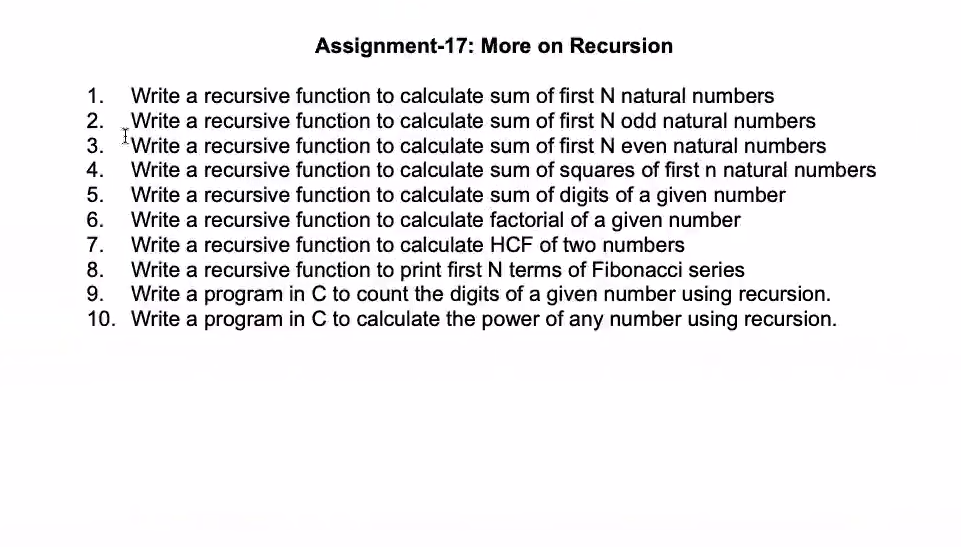 Assignment-17: More on Recursion
1. Write a recursive function to calculate sum of first N natural numbers
2. Write a recursive function to calculate sum of first N odd natural numbers
3. Write a recursive function to calculate sum of first N even natural numbers
4. Write a recursive function to calculate sum of squares of first n natural numbers
5. Write a recursive function to calculate sum of digits of a given number
6. Write a recursive function to calculate factorial of a given number
7. Write a recursive function to calculate HCF of two numbers
8. Write a recursive function to print first N terms of Fibonacci series
9. Write a program in C to count the digits of a given number using recursion.
10. Write a program in C to calculate the power of any number using recursion.